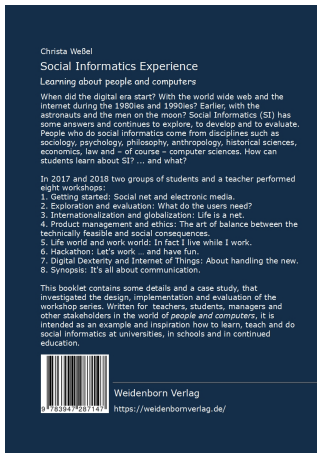 Christa Weßel
Social Informatics Experience
Learning about people and computers
When did the digital era start? With the world wide web and the
internet during the 1980ies and 1990ies? Earlier, with the
astronauts and the men on the moon? Social Informatics (SI) has
some answers and continues to explore, to develop and to evaluate.
People who do social informatics come from disciplines such as
sociology, psychology, philosophy, anthropology, historical sciences,
economics, law and – of course – computer sciences. How can
students learn about SI? ... and what?
In 2017 and 2018 two groups of students and a teacher performed
eight workshops:
1. Getting started: Social net and electronic media.
2. Exploration and evaluation: What do the users need?
3. Internationalization and globalization: Life is a net.
4. Product management and ethics: The art of balance between the
technically feasible and social consequences.
5. Life world and work world: In fact I live while I work.
6. Hackathon: Let's work ... and have fun.
7. Digital Dexterity and Internet of Things: About handling the new.
8. Synopsis: It's all about communication.
This booklet contains some details and a case study, that
investigated the design, implementation and evaluation of the
workshop series. Written for teachers, students, managers and
other stakeholders in the world of people and computers, it is
intended as an example and inspiration how to learn, teach and do
social informatics at universities, in schools and in continued
education.
9 783947 287147
Weidenborn Verlag
https://weidenbornverlag.de/